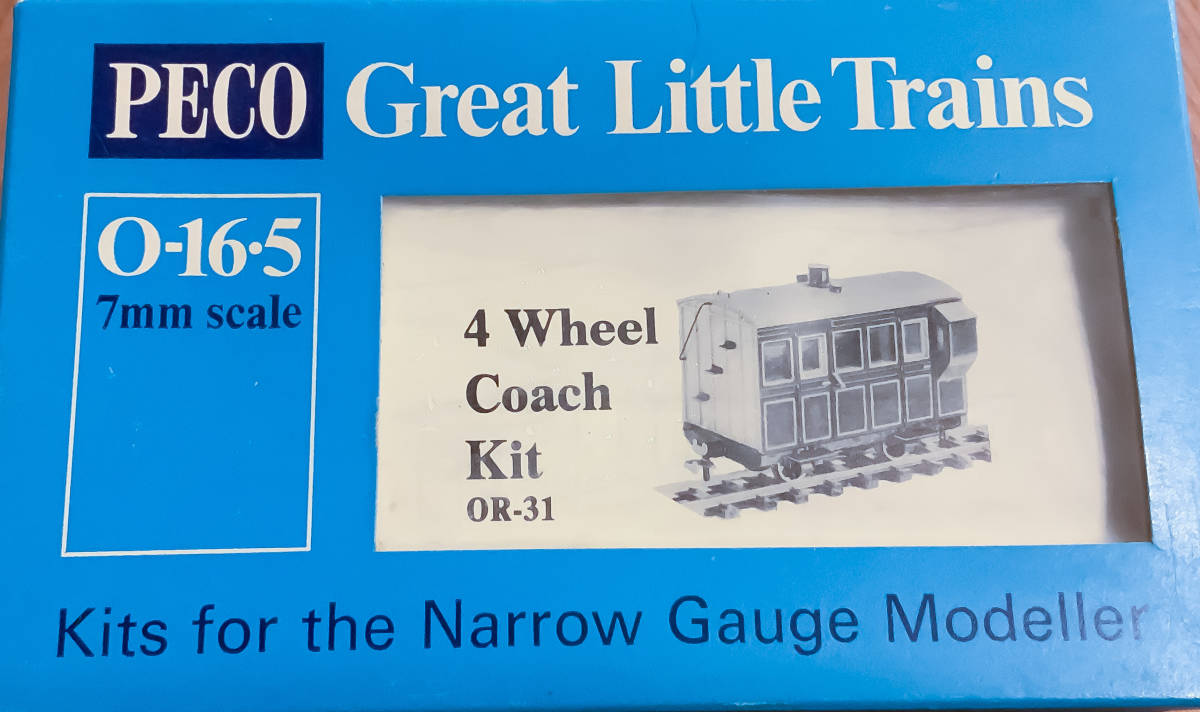 PECO Great Little Trains
O-16·5
7mm scale
4 Wheel
Coach
Kit
OR-31
Kits for the Narrow Gauge Modeller